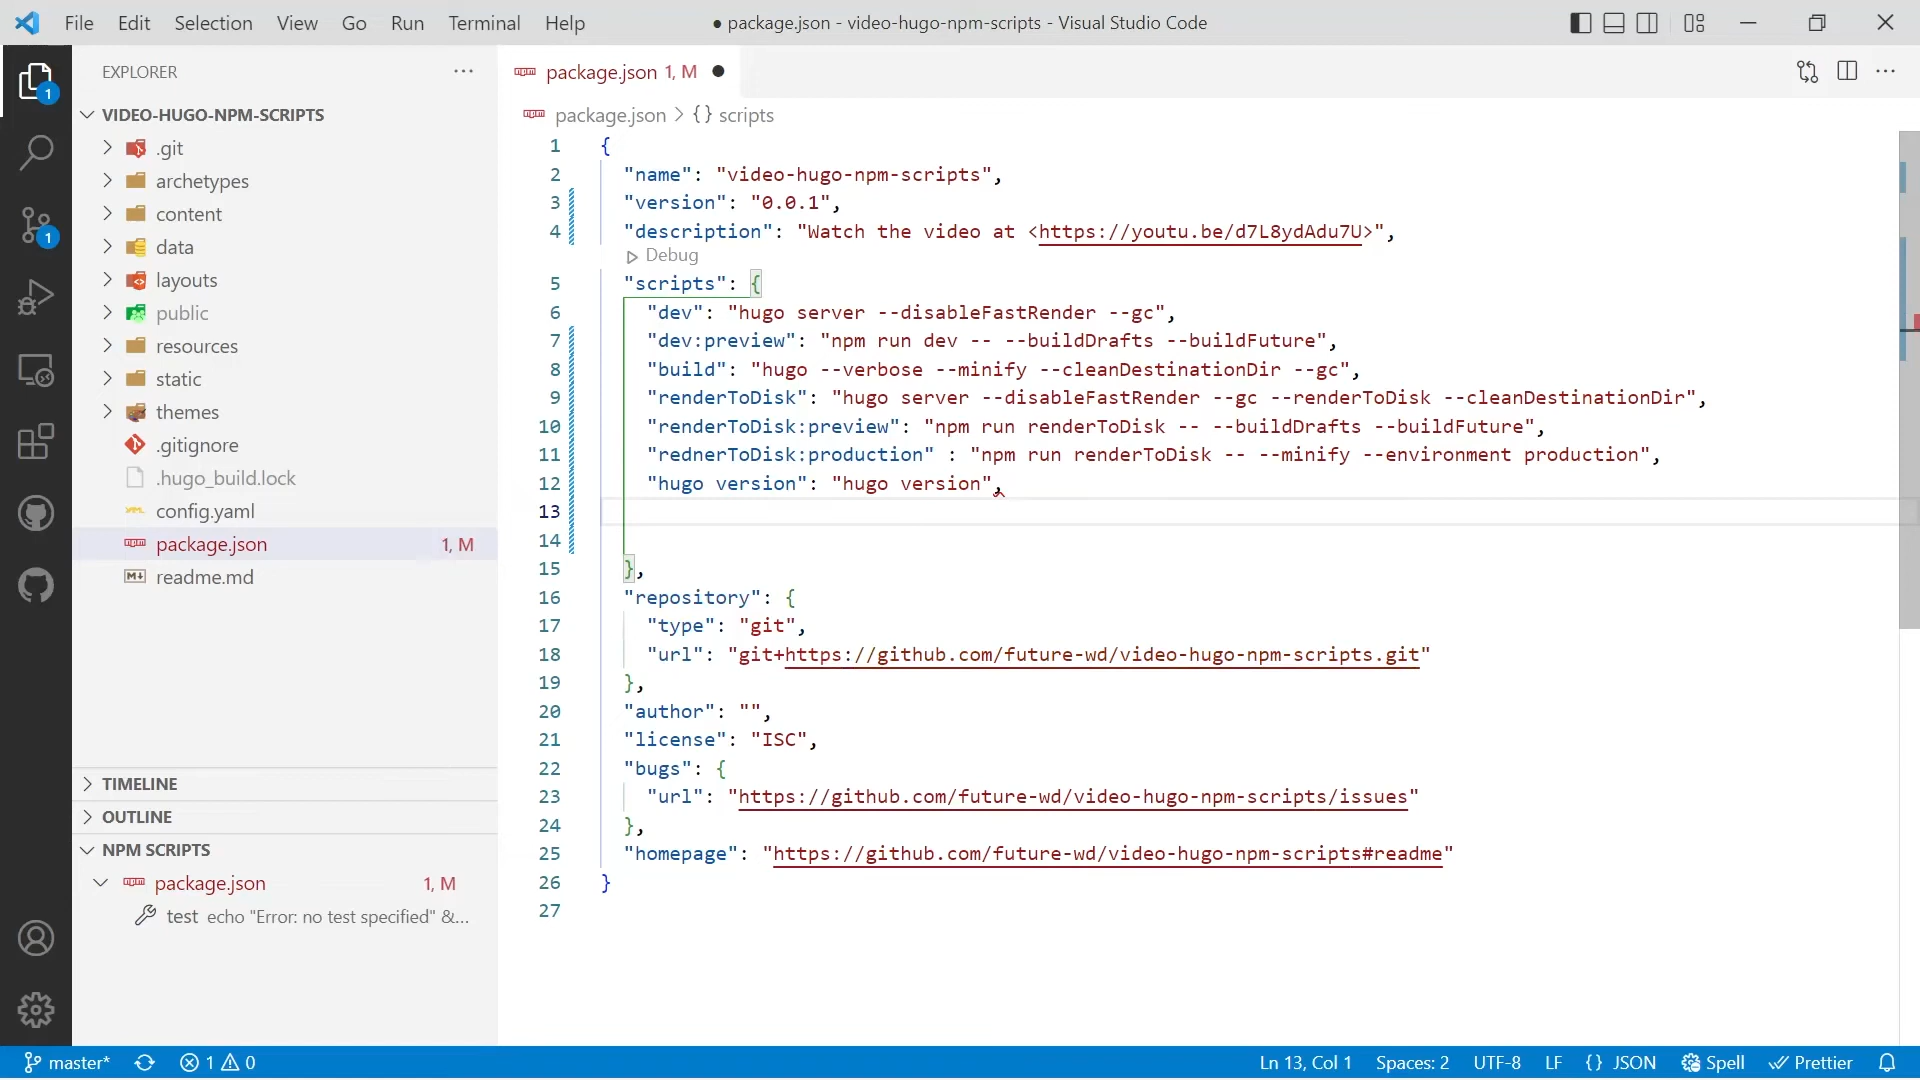 File Edit Selection View Go Run Terminal Help ● package.json - video-hugo-npm-scripts - Visual Studio Code
EXPLORER
VIDEO-HUGO-NPM-SCRIPTS
.git
archetypes
content
data
layouts
public
resources
static
themes
.gitignore
.hugo_build.lock
config.yaml
package.json 1, M
readme.md
TIMELINE
OUTLINE
NPM SCRIPTS
package.json 1, M
test echo "Error: no test specified" &...
1
1
package.json 1, M ●
package.json > {} scripts
1 {
2 "name": "video-hugo-npm-scripts",
3 "version": "0.0.1",
4 "description": "Watch the video at <https://youtu.be/d7L8ydAdu7U>",
Debug
5 "scripts": {
6 "dev": "hugo server --disableFastRender --gc",
7 "dev:preview": "npm run dev -- --buildDrafts --buildFuture",
8 "build": "hugo --verbose --minify --cleanDestinationDir --gc",
9 "renderToDisk": "hugo server --disableFastRender --gc --renderToDisk --cleanDestinationDir",
10 "renderToDisk:preview": "npm run renderToDisk -- --buildDrafts --buildFuture",
11 "rednerToDisk:production" : "npm run renderToDisk -- --minify --environment production",
12 "hugo version": "hugo version",
13
14
15 },
16 "repository": {
17 "type": "git",
18 "url": "git+https://github.com/future-wd/video-hugo-npm-scripts.git"
19 },
20 "author": "",
21 "license": "ISC",
22 "bugs": {
23 "url": "https://github.com/future-wd/video-hugo-npm-scripts/issues"
24 },
25 "homepage": "https://github.com/future-wd/video-hugo-npm-scripts#readme"
26 }
27
master* 1 0 Ln 13, Col 1 Spaces: 2 UTF-8 LF {} JSON Spell Prettier